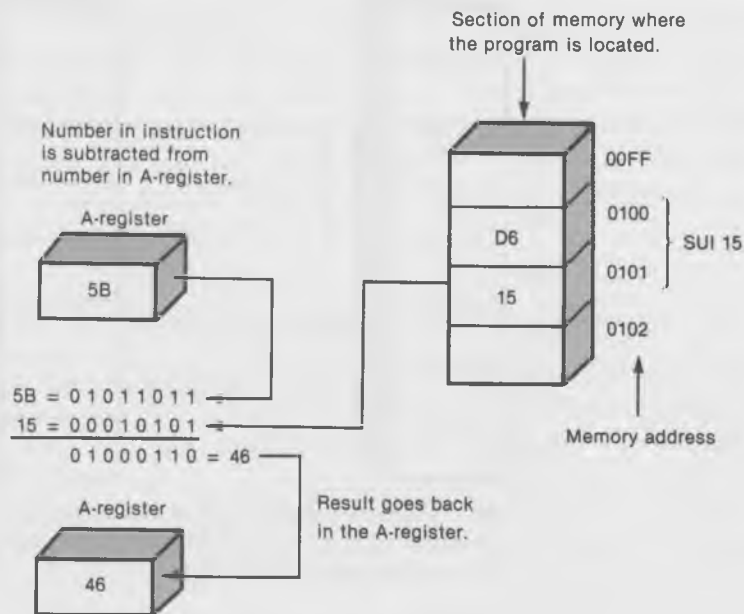 Section of memory where
the program is located.
Number in instruction
is subtracted from
number in A-register.
A-register
5B
00FF
0100
D6
SUI 15
0101
15
0102
5B = 0 1 0 1 1 0 1 1
15 = 0 0 0 1 0 1 0 1
0 1 0 0 0 1 1 0 = 46
Memory address
A-register
Result goes back
in the A-register.
46